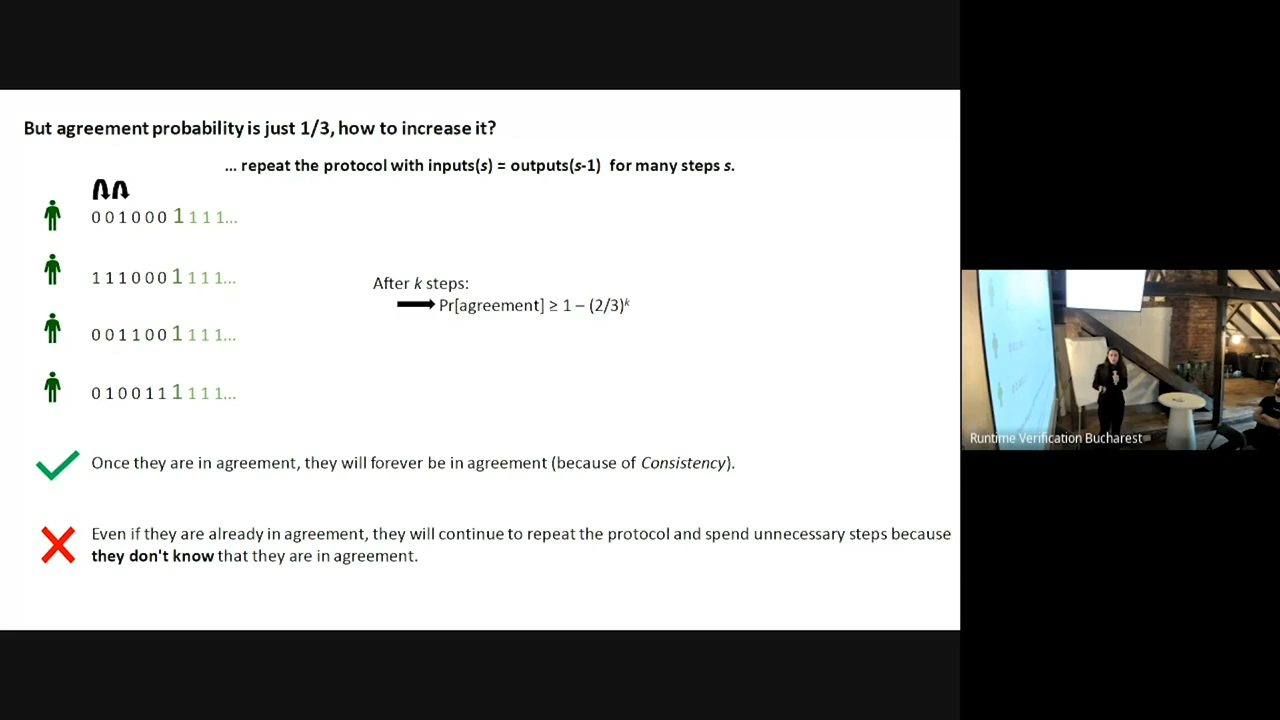 But agreement probability is just 1/3, how to increase it?
... repeat the protocol with inputs(s) = outputs(s-1) for many steps s.
0 0 1 0 0 0 1 1 1 1...
1 1 1 0 0 0 1 1 1 1...
After k steps:
Pr[agreement] ≥ 1 – (2/3)ᵏ
0 0 1 1 0 0 1 1 1 1...
0 1 0 0 1 1 1 1 1 1...
Once they are in agreement, they will forever be in agreement (because of Consistency).
Even if they are already in agreement, they will continue to repeat the protocol and spend unnecessary steps because
they don't know that they are in agreement.
Runtime Verification Bucharest